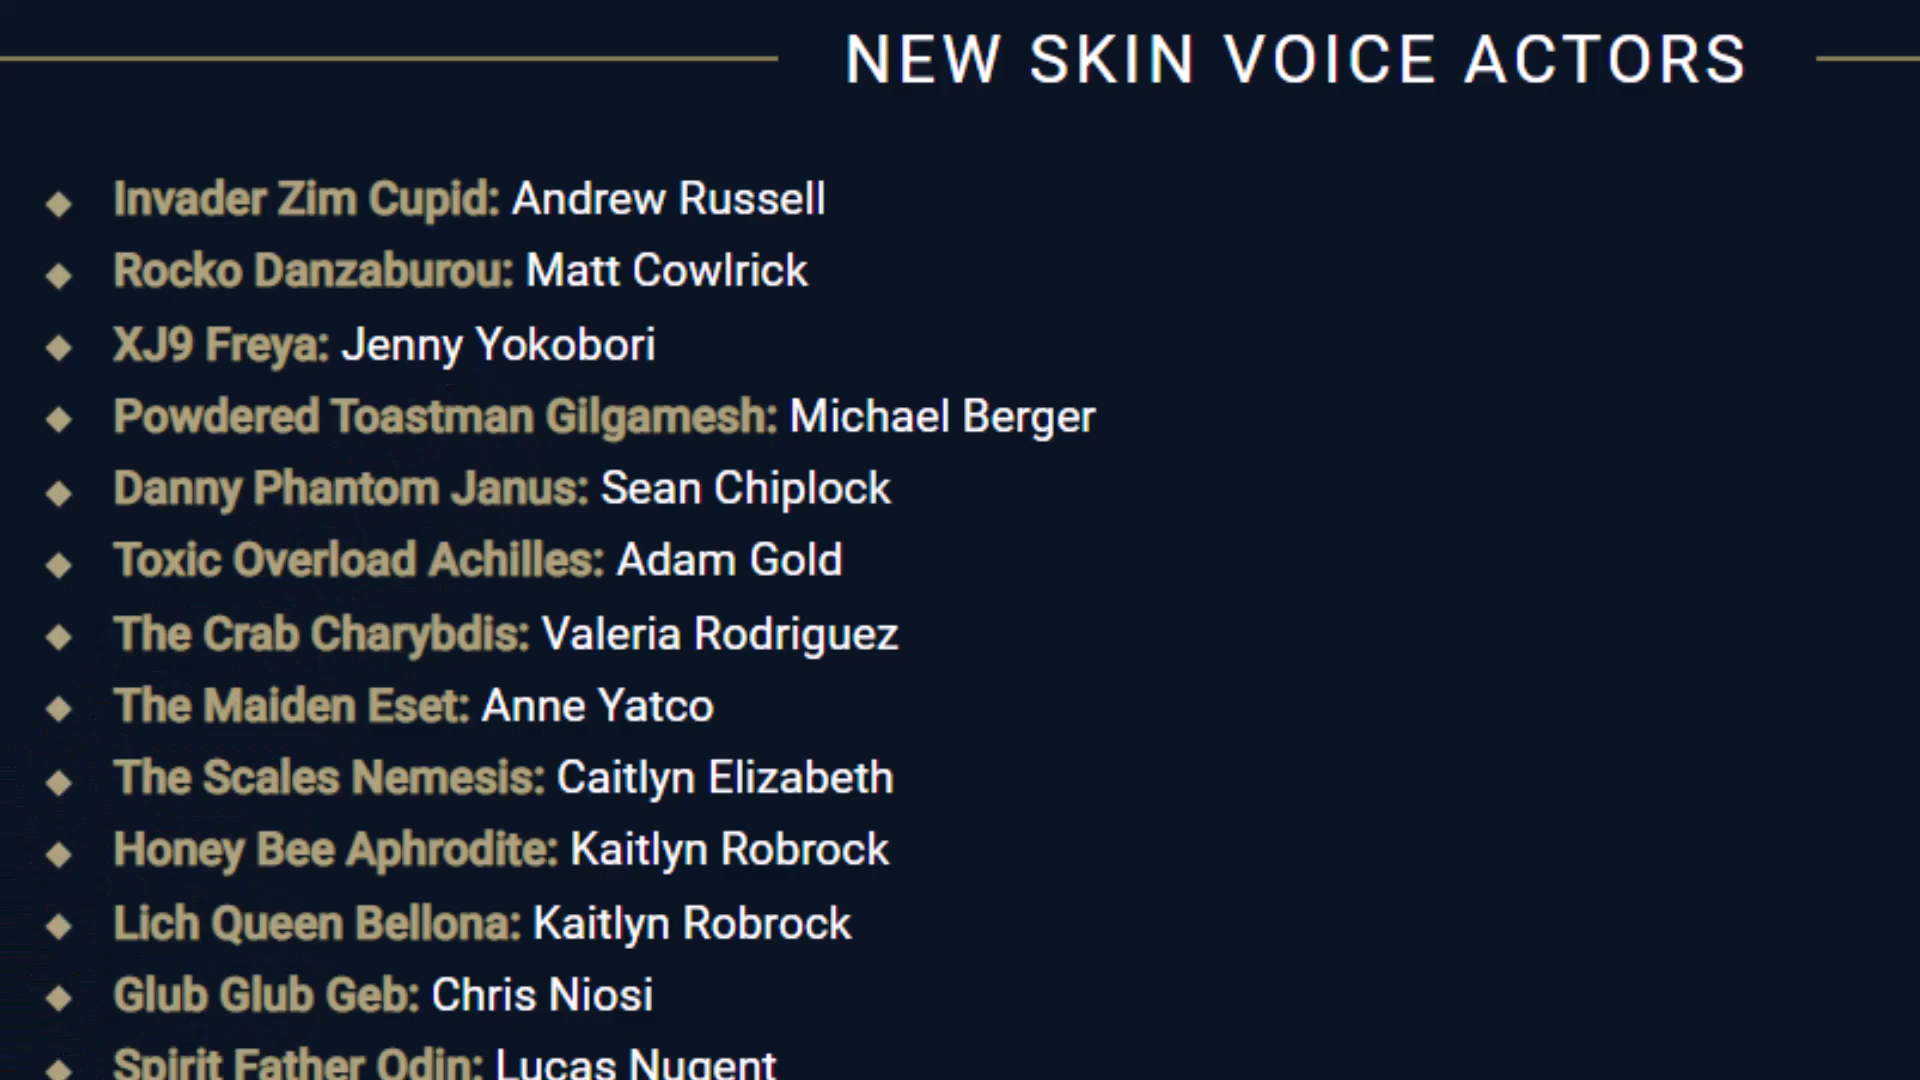 NEW SKIN VOICE ACTORS
Invader Zim Cupid: Andrew Russell
Rocko Danzaburou: Matt Cowlrick
XJ9 Freya: Jenny Yokobori
Powdered Toastman Gilgamesh: Michael Berger
Danny Phantom Janus: Sean Chiplock
Toxic Overload Achilles: Adam Gold
The Crab Charybdis: Valeria Rodriguez
The Maiden Eset: Anne Yatco
The Scales Nemesis: Caitlyn Elizabeth
Honey Bee Aphrodite: Kaitlyn Robrock
Lich Queen Bellona: Kaitlyn Robrock
Glub Glub Geb: Chris Niosi
Spirit Father Odin: Lucas Nugent